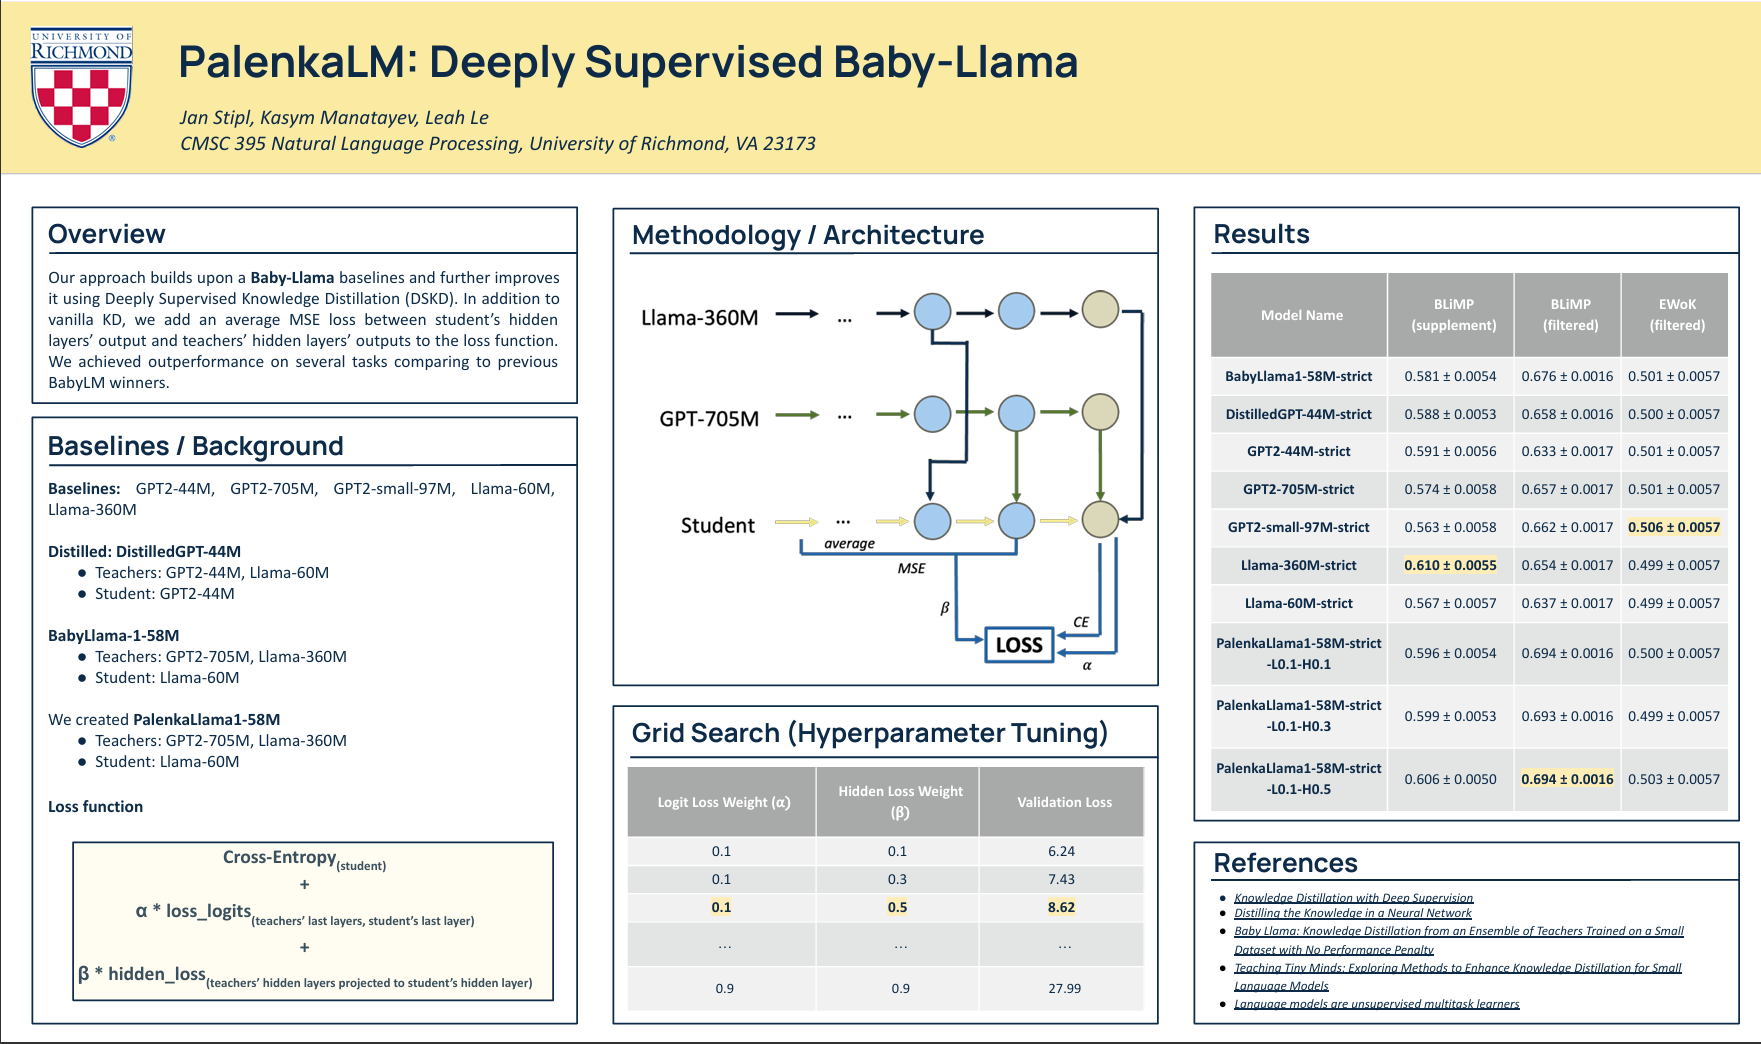 UNIVERSITY OF
RICHMOND
®
PalenkaLM: Deeply Supervised Baby-Llama
Jan Stipl, Kasym Manatayev, Leah Le
CMSC 395 Natural Language Processing, University of Richmond, VA 23173
Overview
Our approach builds upon a Baby-Llama baselines and further improves
it using Deeply Supervised Knowledge Distillation (DSKD). In addition to
vanilla KD, we add an average MSE loss between student's hidden
layers' output and teachers' hidden layers' outputs to the loss function.
We achieved outperformance on several tasks comparing to previous
BabyLM winners.
Baselines / Background
Baselines: GPT2-44M, GPT2-705M, GPT2-small-97M, Llama-60M,
Llama-360M
Distilled: DistilledGPT-44M
● Teachers: GPT2-44M, Llama-60M
● Student: GPT2-44M
BabyLlama-1-58M
● Teachers: GPT2-705M, Llama-360M
● Student: Llama-60M
We created PalenkaLlama1-58M
● Teachers: GPT2-705M, Llama-360M
● Student: Llama-60M
Loss function
Cross-Entropy(student)
+
α * loss_logits(teachers' last layers, student's last layer)
+
β * hidden_loss(teachers' hidden layers projected to student's hidden layer)
Methodology / Architecture
Llama-360M ...
GPT-705M ...
Student ...
average
MSE
β
CE
LOSS
α
Grid Search (Hyperparameter Tuning)
Logit Loss Weight (α) Hidden Loss Weight (β) Validation Loss
0.1 0.1 6.24
0.1 0.3 7.43
0.1 0.5 8.62
... ... ...
0.9 0.9 27.99
Results
Model Name BLiMP (supplement) BLiMP (filtered) EWoK (filtered)
BabyLlama1-58M-strict 0.581 ± 0.0054 0.676 ± 0.0016 0.501 ± 0.0057
DistilledGPT-44M-strict 0.588 ± 0.0053 0.658 ± 0.0016 0.500 ± 0.0057
GPT2-44M-strict 0.591 ± 0.0056 0.633 ± 0.0017 0.501 ± 0.0057
GPT2-705M-strict 0.574 ± 0.0058 0.657 ± 0.0017 0.501 ± 0.0057
GPT2-small-97M-strict 0.563 ± 0.0058 0.662 ± 0.0017 0.506 ± 0.0057
Llama-360M-strict 0.610 ± 0.0055 0.654 ± 0.0017 0.499 ± 0.0057
Llama-60M-strict 0.567 ± 0.0057 0.637 ± 0.0017 0.499 ± 0.0057
PalenkaLlama1-58M-strict-L0.1-H0.1 0.596 ± 0.0054 0.694 ± 0.0016 0.500 ± 0.0057
PalenkaLlama1-58M-strict-L0.1-H0.3 0.599 ± 0.0053 0.693 ± 0.0016 0.499 ± 0.0057
PalenkaLlama1-58M-strict-L0.1-H0.5 0.606 ± 0.0050 0.694 ± 0.0016 0.503 ± 0.0057
References
● Knowledge Distillation with Deep Supervision
● Distilling the Knowledge in a Neural Network
● Baby Llama: Knowledge Distillation from an Ensemble of Teachers Trained on a Small
Dataset with No Performance Penalty
● Teaching Tiny Minds: Exploring Methods to Enhance Knowledge Distillation for Small
Language Models
● Language models are unsupervised multitask learners